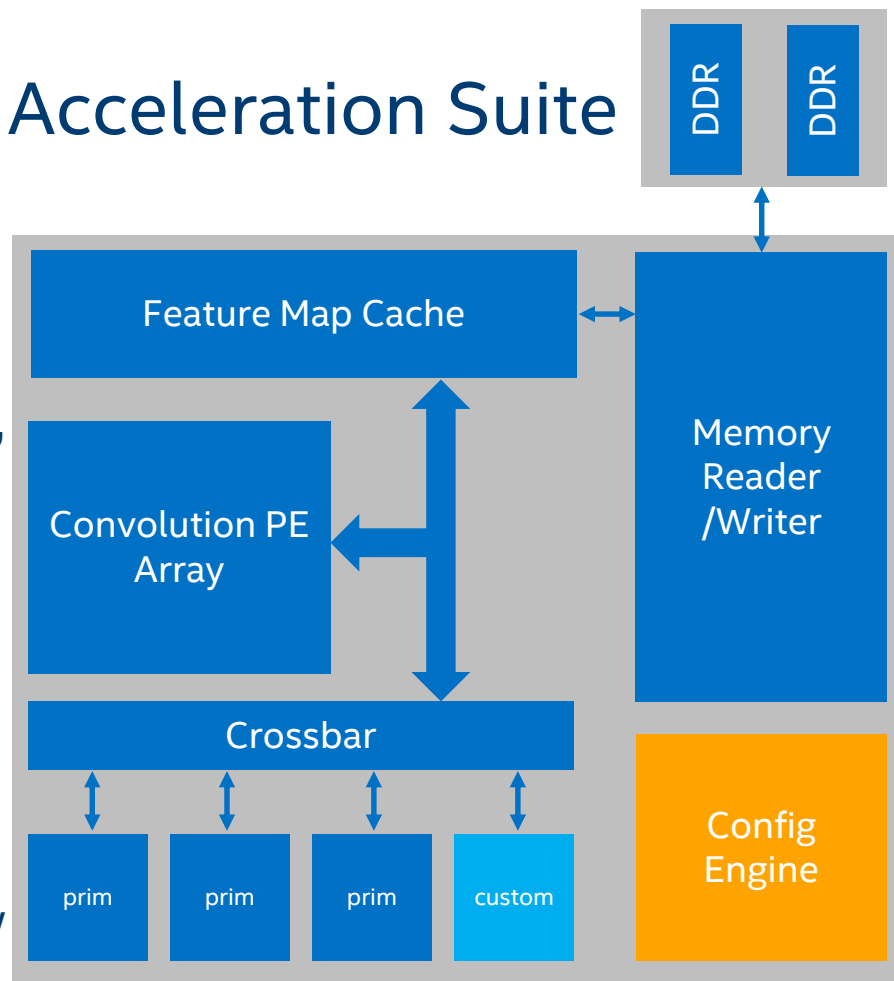 Acceleration Suite
DDR
DDR
Feature Map Cache
Memory
Reader
/Writer
Convolution PE
Array
Crossbar
prim
prim
prim
custom
Config
Engine